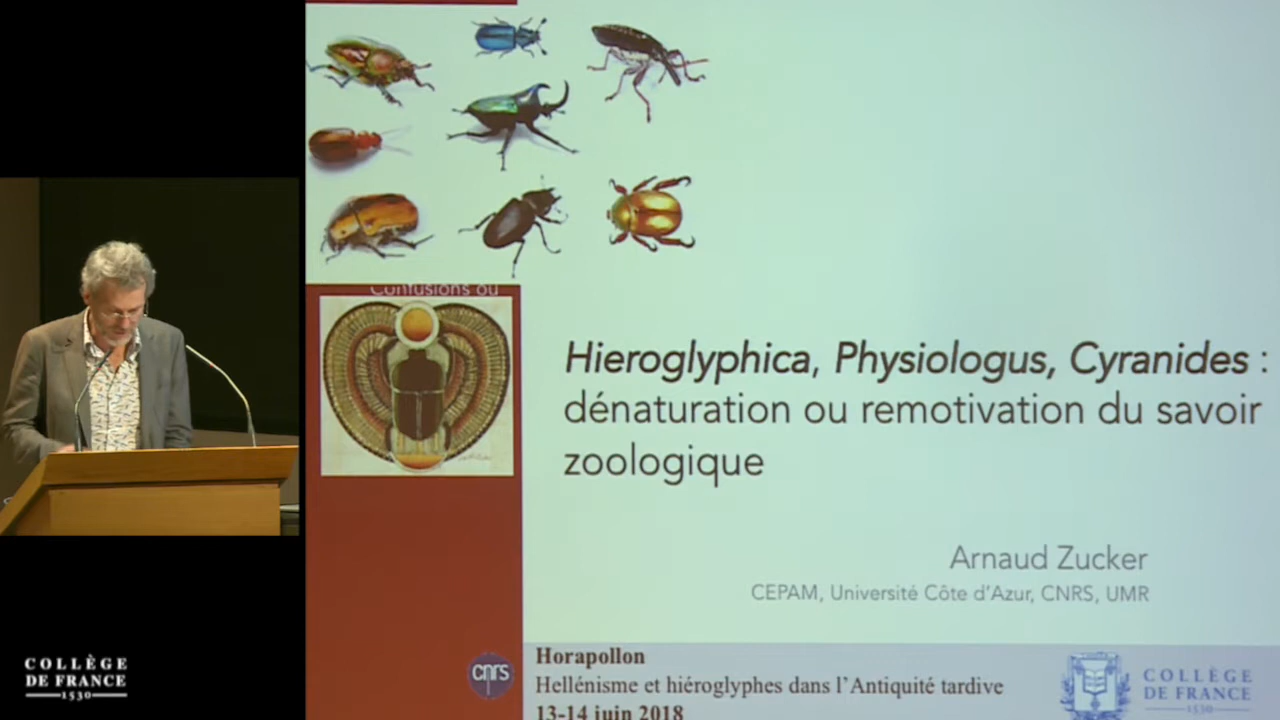 Confusions ou
Hieroglyphica, Physiologus, Cyranides :
dénaturation ou remotivation du savoir
zoologique
Arnaud Zucker
CEPAM, Université Côte d'Azur, CNRS, UMR
cnrs
Horapollon
Hellénisme et hiéroglyphes dans l'Antiquité tardive
13-14 juin 2018
COLLÈGE
DE FRANCE
1530
COLLÈGE
DE FRANCE
1530